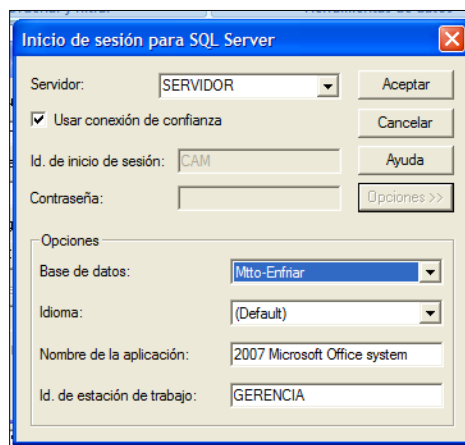 Inicio de sesión para SQL Server
Servidor: SERVIDOR Aceptar
Usar conexión de confianza Cancelar
Id. de inicio de sesión: CAM Ayuda
Contraseña: Opciones >>
Opciones
Base de datos: Mtto-Enfriar
Idioma: (Default)
Nombre de la aplicación: 2007 Microsoft Office system
Id. de estación de trabajo: GERENCIA